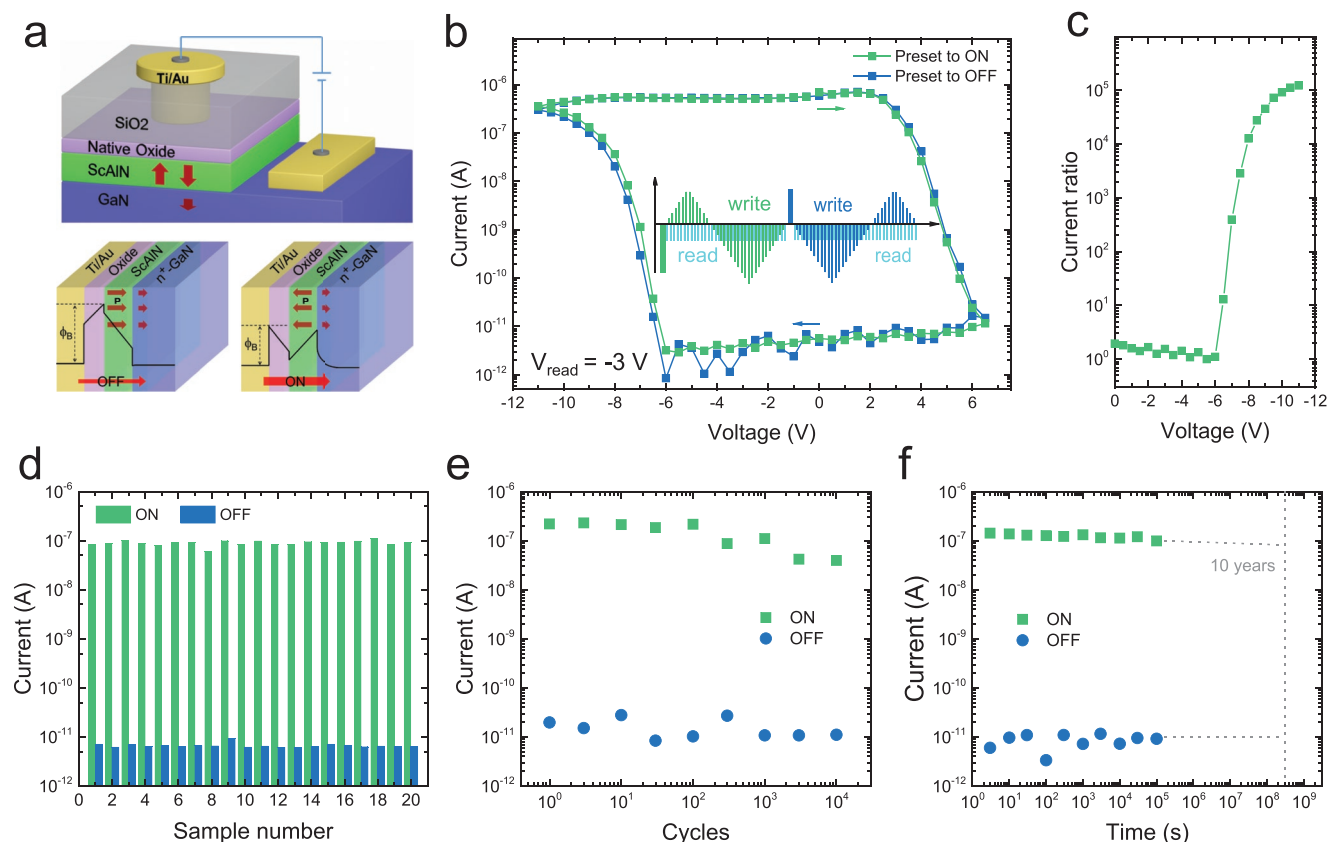 a
Ti/Au
SiO2
Native Oxide
ScAlN
GaN
Ti/Au
Oxide
ScAlN
n⁺-GaN
P
ϕB
OFF
Ti/Au
Oxide
ScAlN
n⁺-GaN
P
ϕB
ON
b
Preset to ON
Preset to OFF
write
write
read
read
Vread = -3 V
10⁻⁵
10⁻⁶
10⁻⁷
10⁻⁸
10⁻⁹
10⁻¹⁰
10⁻¹¹
10⁻¹²
Current (A)
-12 -10 -8 -6 -4 -2 0 2 4 6
Voltage (V)
c
10⁶
10⁵
10⁴
10³
10²
10¹
10⁰
Current ratio
0 -2 -4 -6 -8 -10 -12
Voltage (V)
d
ON OFF
10⁻⁶
10⁻⁷
10⁻⁸
10⁻⁹
10⁻¹⁰
10⁻¹¹
10⁻¹²
Current (A)
0 2 4 6 8 10 12 14 16 18 20
Sample number
e
ON
OFF
10⁻⁶
10⁻⁷
10⁻⁸
10⁻⁹
10⁻¹⁰
10⁻¹¹
10⁻¹²
Current (A)
10⁰ 10¹ 10² 10³ 10⁴
Cycles
f
10 years
ON
OFF
10⁻⁶
10⁻⁷
10⁻⁸
10⁻⁹
10⁻¹⁰
10⁻¹¹
10⁻¹²
Current (A)
10⁰ 10¹ 10² 10³ 10⁴ 10⁵ 10⁶ 10⁷ 10⁸ 10⁹
Time (s)